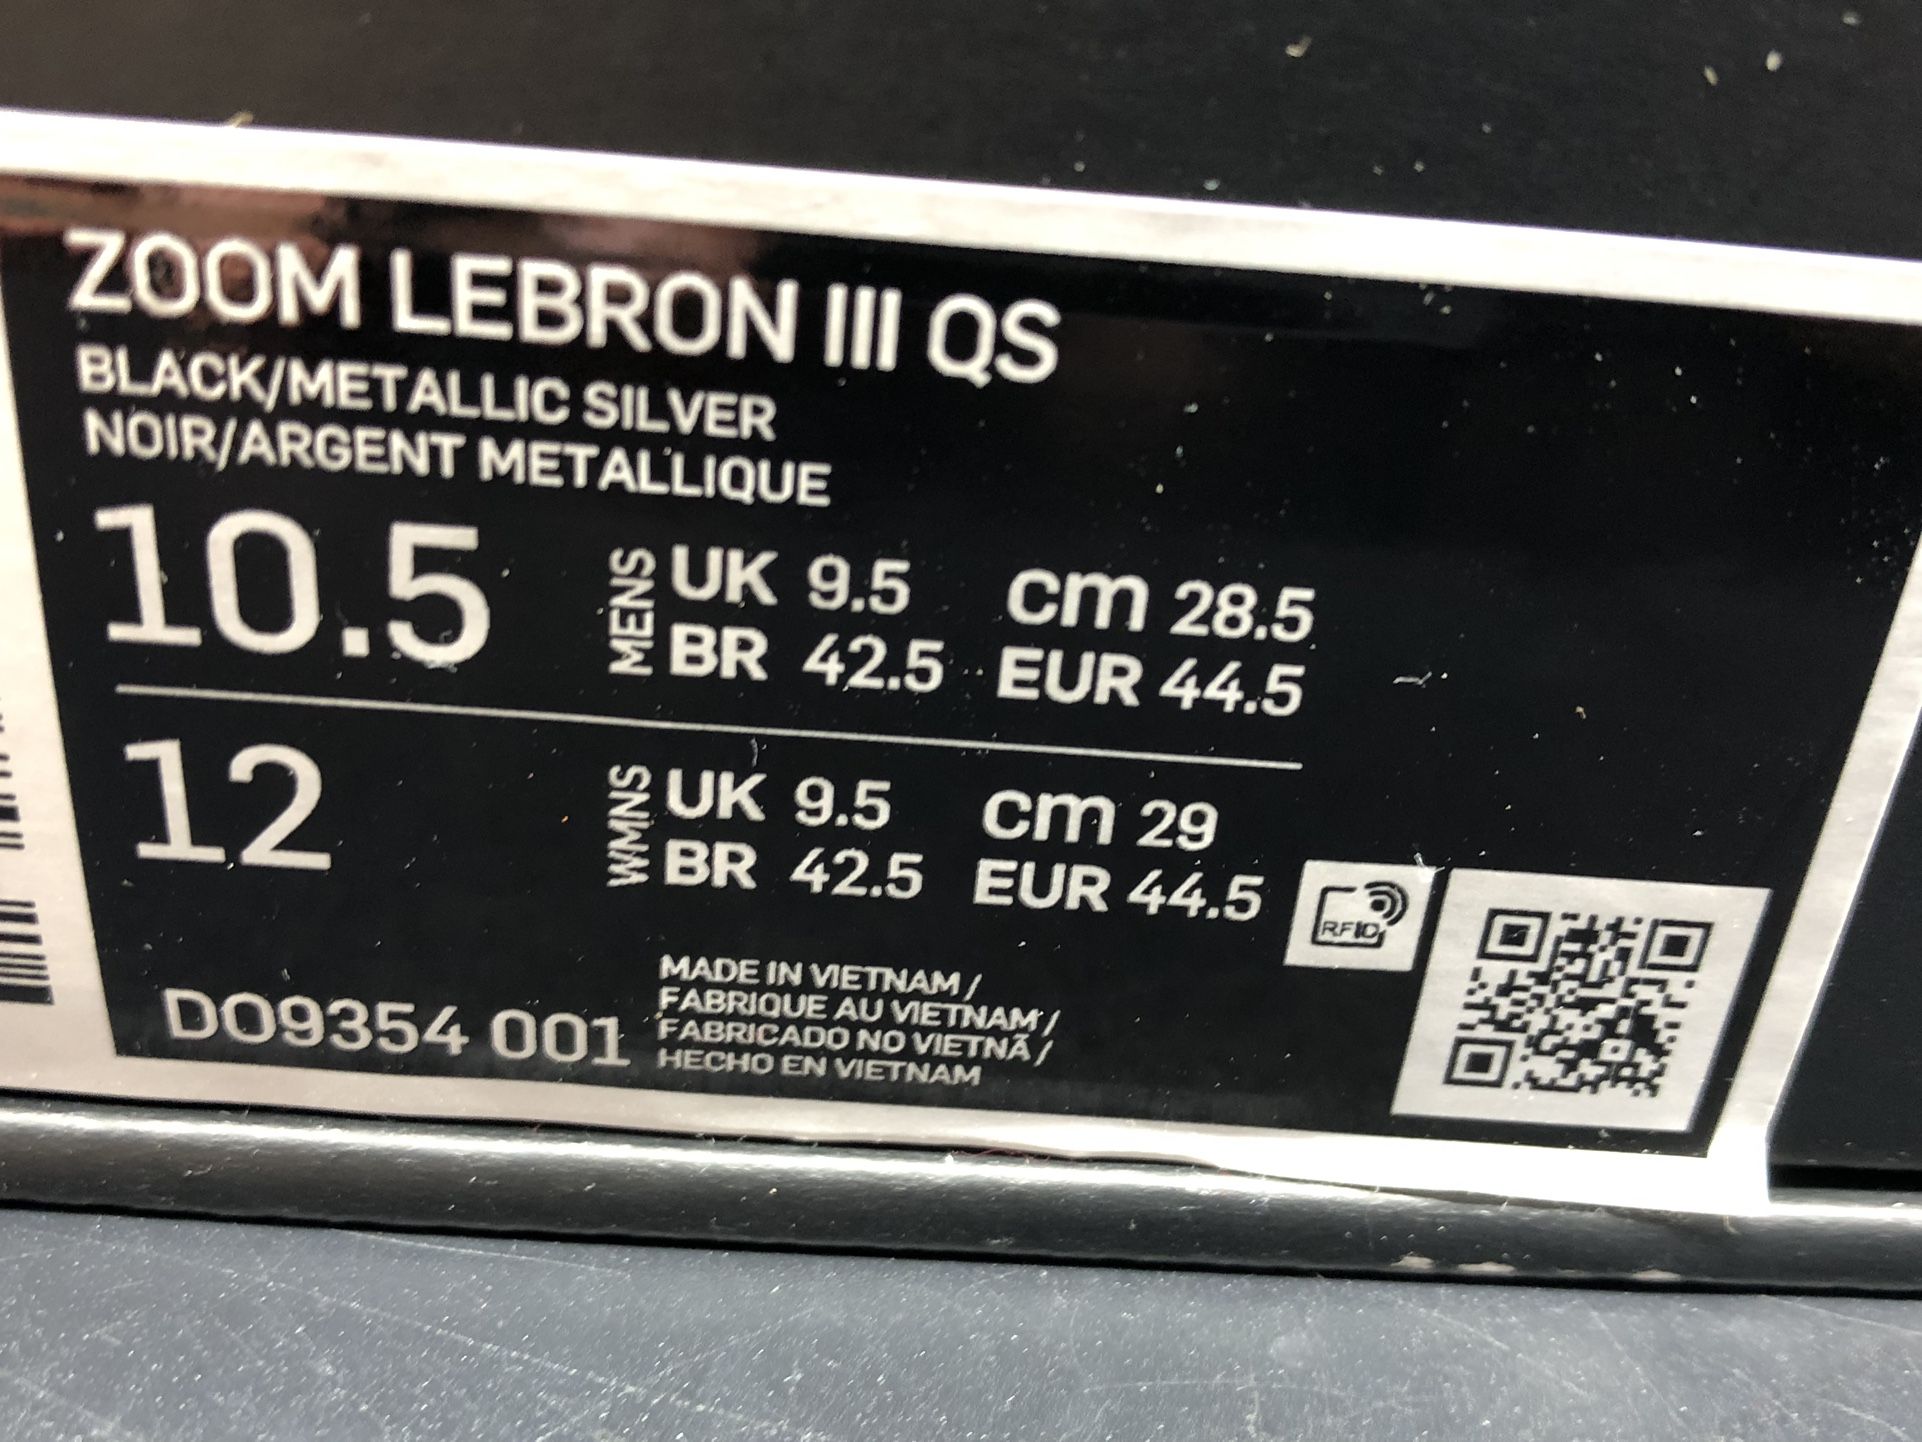 ZOOM LEBRON III QS
BLACK/METALLIC SILVER
NOIR/ARGENT METALLIQUE
10.5
MENS
UK 9.5 cm 28.5
BR 42.5 EUR 44.5
12
WMNS
UK 9.5 cm 29
BR 42.5 EUR 44.5
RFID
DO9354 001
MADE IN VIETNAM /
FABRIQUE AU VIETNAM /
FABRICADO NO VIETNÃ /
HECHO EN VIETNAM